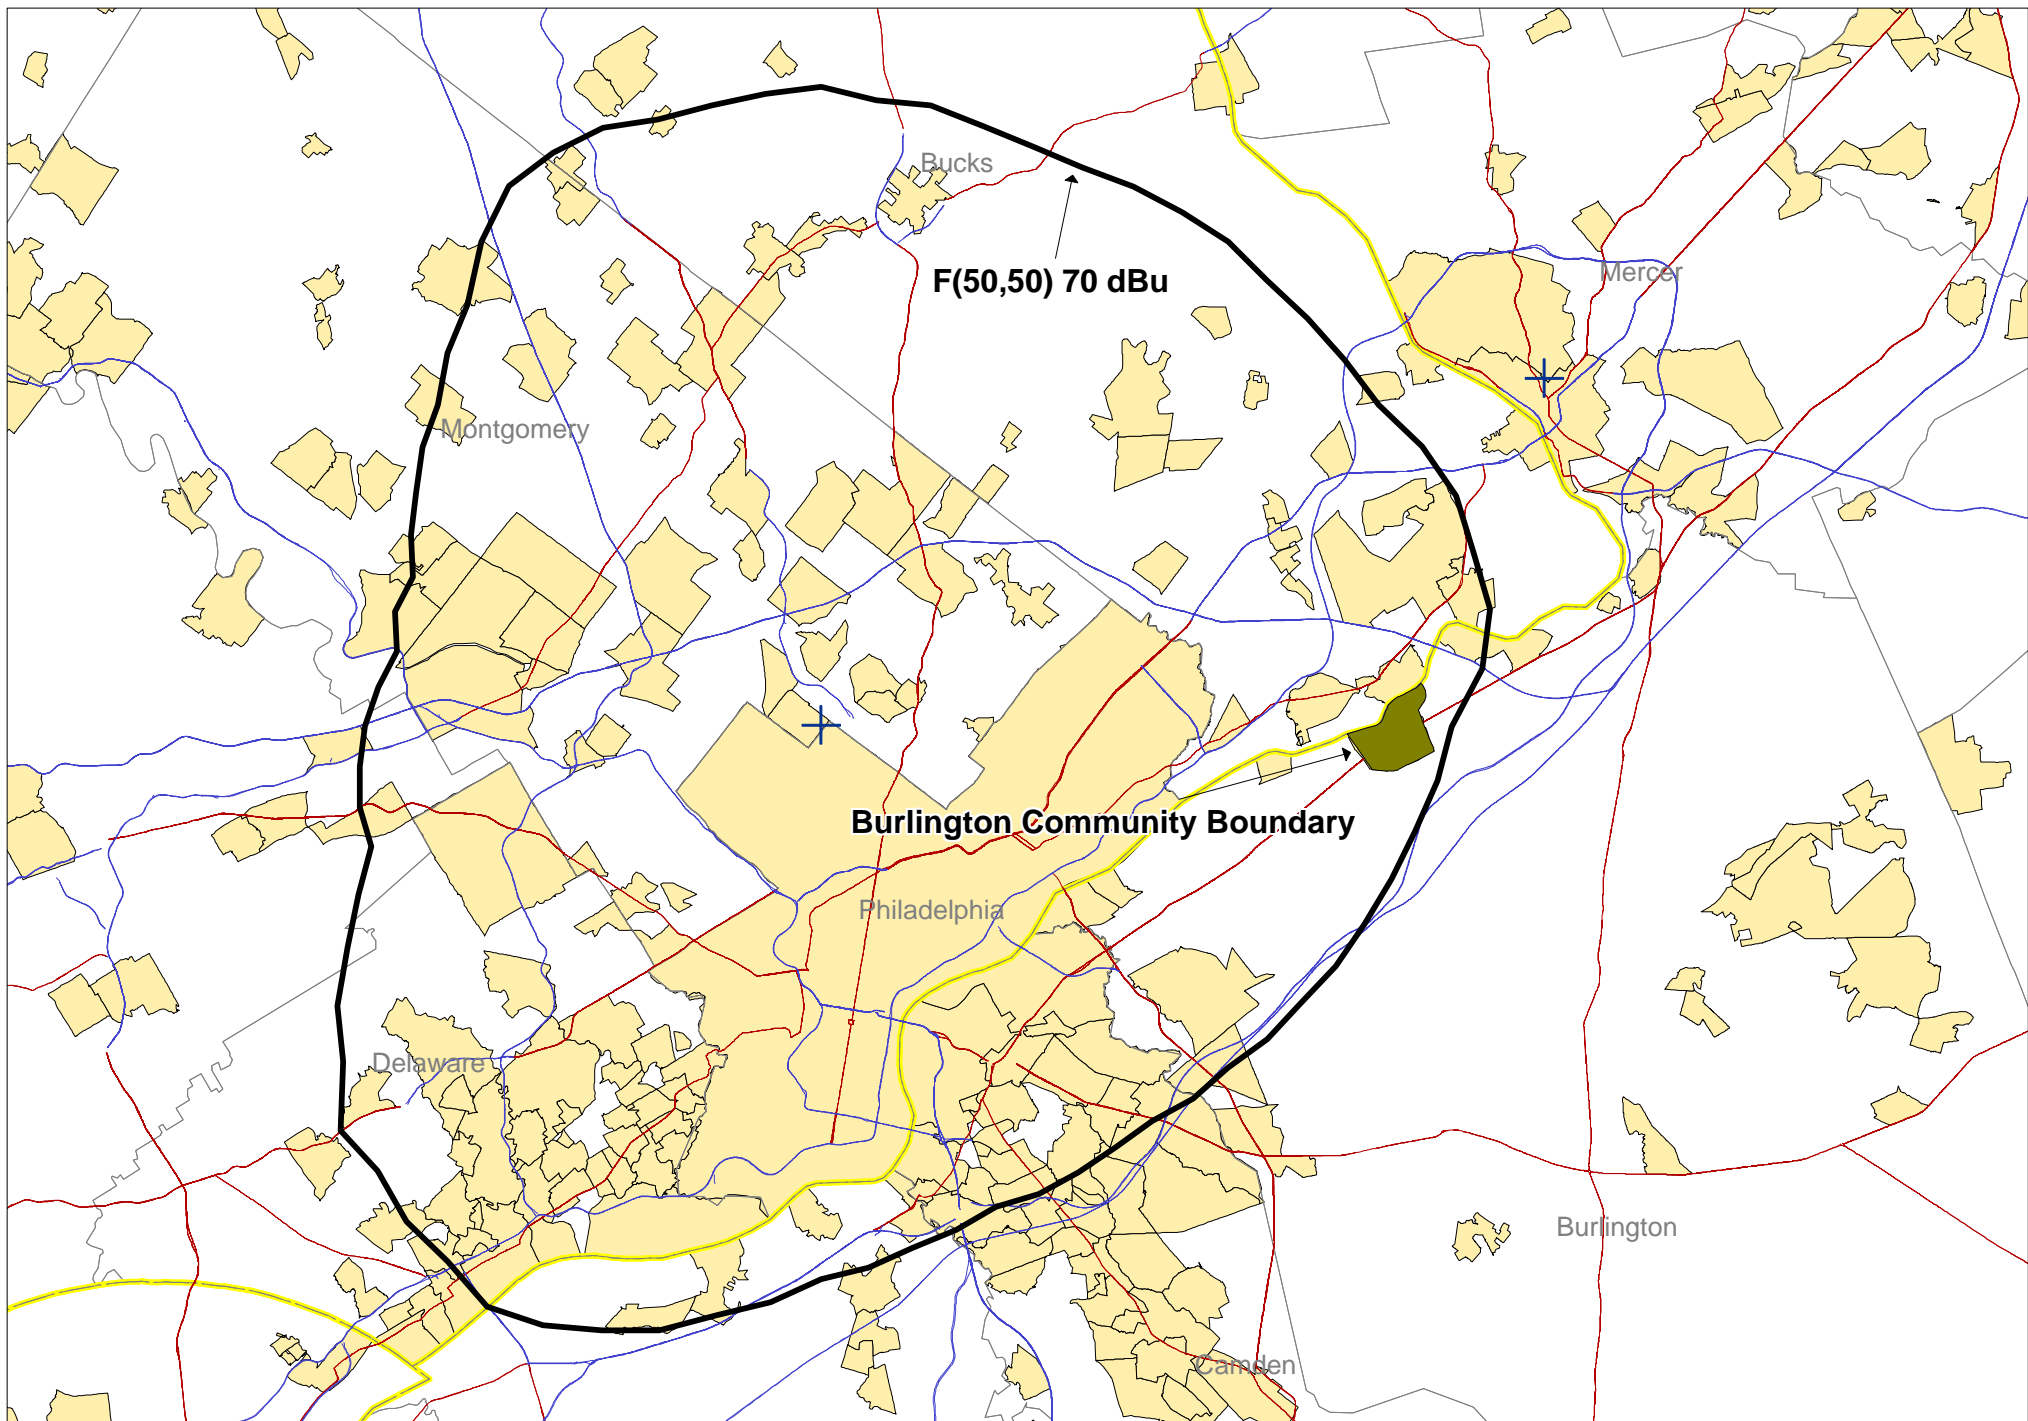 Bucks
F(50,50) 70 dBu
Mercer
Montgomery
Burlington Community Boundary
Philadelphia
Delaware
Burlington
Camden